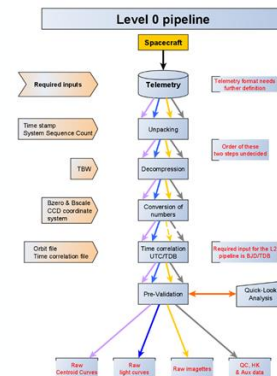 Level 0 pipeline
Spacecraft
Required Inputs
Telemetry
Telemetry format needs
further definition
Time stamp
System Sequence Count
Unpacking
Order of these
two steps undecided
TBW
Decompression
Bzero & Bscale
CCD coordinate
system
Conversion of
numbers
Orbit file
Time correlation file
Time correlation
UTC/TDB
Required input for the L1
pipeline is BJD/TDB
Pre-Validation
Quick-Look
Analysis
Raw
Centroid Curves
Raw
light curves
Raw imagettes
QC, HK
& Aux data